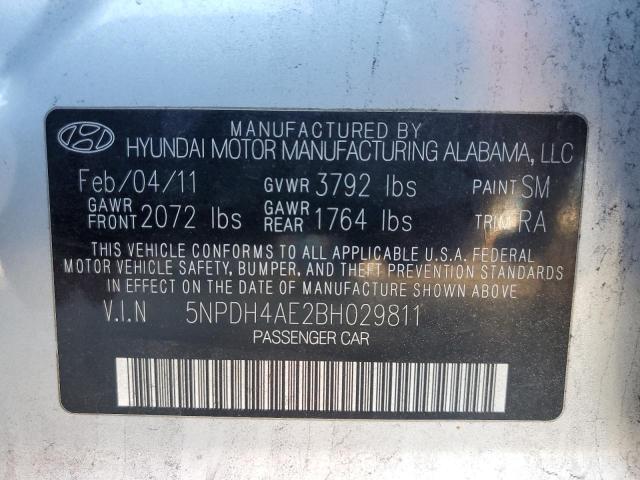 MANUFACTURED BY
HYUNDAI MOTOR MANUFACTURING ALABAMA, LLC
Feb/04/11 GVWR 3792 lbs PAINT SM
GAWR FRONT 2072 lbs GAWR REAR 1764 lbs TRIM RA
THIS VEHICLE CONFORMS TO ALL APPLICABLE U.S.A. FEDERAL
MOTOR VEHICLE SAFETY, BUMPER, AND THEFT PREVENTION STANDARDS
IN EFFECT ON THE DATE OF MANUFACTURE SHOWN ABOVE.
V.I.N 5NPDH4AE2BH029811
PASSENGER CAR